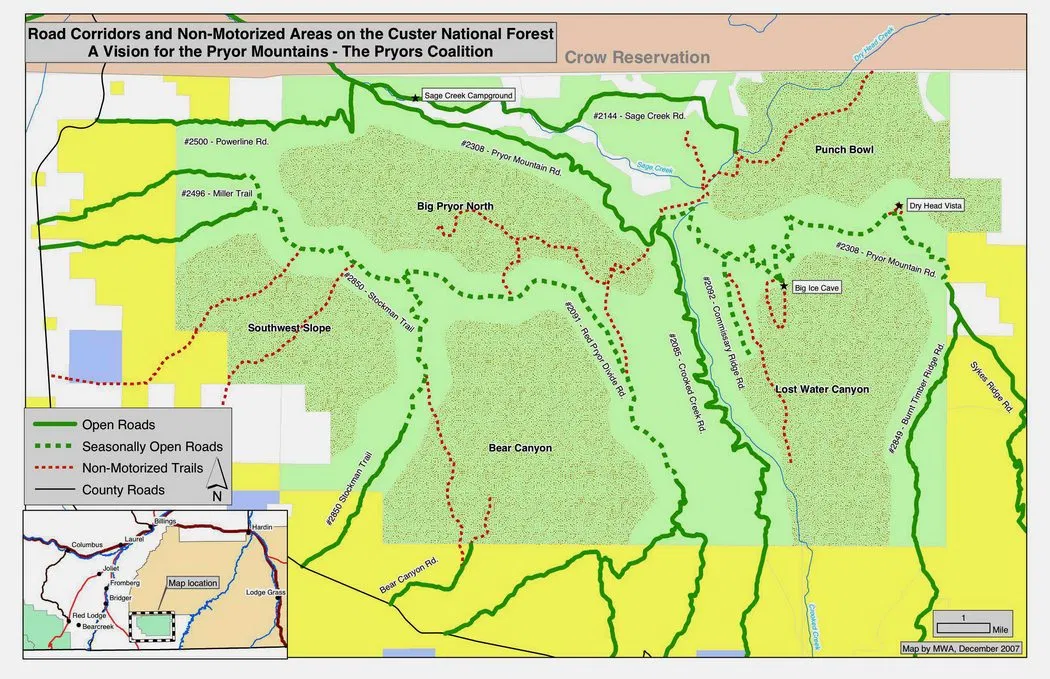 Road Corridors and Non-Motorized Areas on the Custer National Forest
A Vision for the Pryor Mountains - The Pryors Coalition
Crow Reservation
Dry Head Creek
Sage Creek Campground
#2144 - Sage Creek Rd.
#2500 - Powerline Rd.
#2308 - Pryor Mountain Rd.
Punch Bowl
Sage Creek
#2496 - Miller Trail
Big Pryor North
Dry Head Vista
#2308 - Pryor Mountain Rd.
Big Ice Cave
#2850 - Stockman Trail
Southwest Slope
#2091 - Red Pryor Divide Rd.
#2085 - Crooked Creek Rd.
#2092 - Commissary Ridge Rd.
Lost Water Canyon
#2849 - Burnt Timber Ridge Rd.
Sykes Ridge Rd.
Bear Canyon
#2850 Stockman Trail
Bear Canyon Rd.
Crooked Creek
Open Roads
Seasonally Open Roads
Non-Motorized Trails
County Roads
N
Billings
Hardin
Laurel
Columbus
Joliet
Fromberg
Bridger
Map location
Lodge Grass
Red Lodge
Bearcreek
1
Mile
Map by MWA, December 2007